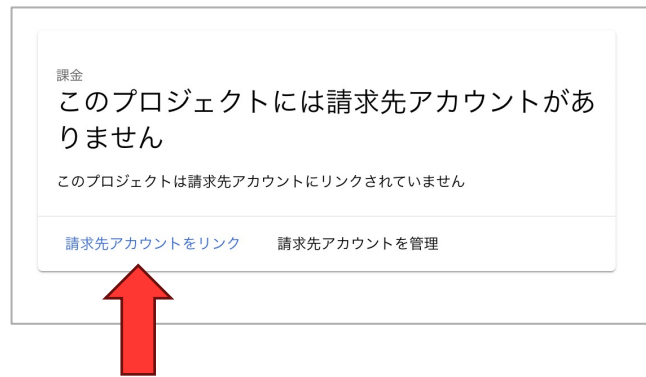 課金
このプロジェクトには請求先アカウントがあ
りません
このプロジェクトは請求先アカウントにリンクされていません
請求先アカウントをリンク 請求先アカウントを管理